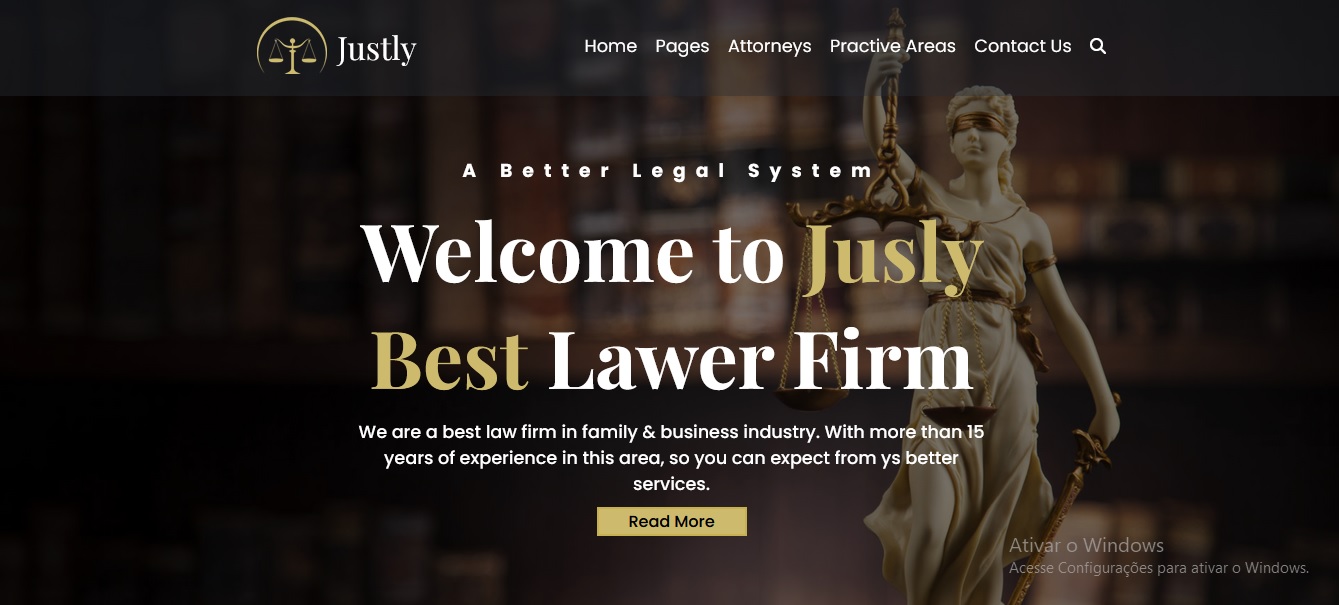 Justly
Home Pages Attorneys Practive Areas Contact Us
A Better Legal System
Welcome to Jusly
Best Lawer Firm
We are a best law firm in family & business industry. With more than 15
years of experience in this area, so you can expect from ys better
services.
Read More
Ativar o Windows
Acesse Configurações para ativar o Windows.